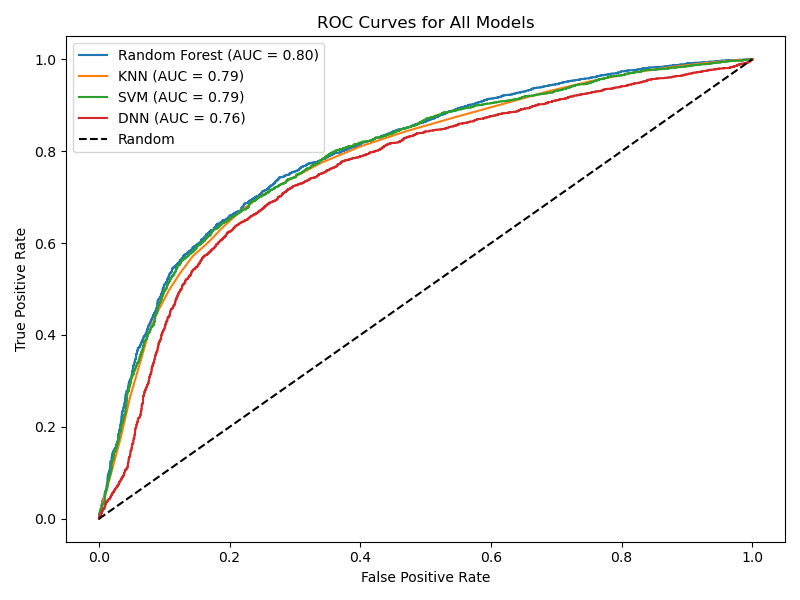 ROC Curves for All Models
Random Forest (AUC = 0.80)
KNN (AUC = 0.79)
SVM (AUC = 0.79)
DNN (AUC = 0.76)
Random
True Positive Rate
1.0
0.8
0.6
0.4
0.2
0.0
0.0 0.2 0.4 0.6 0.8 1.0
False Positive Rate